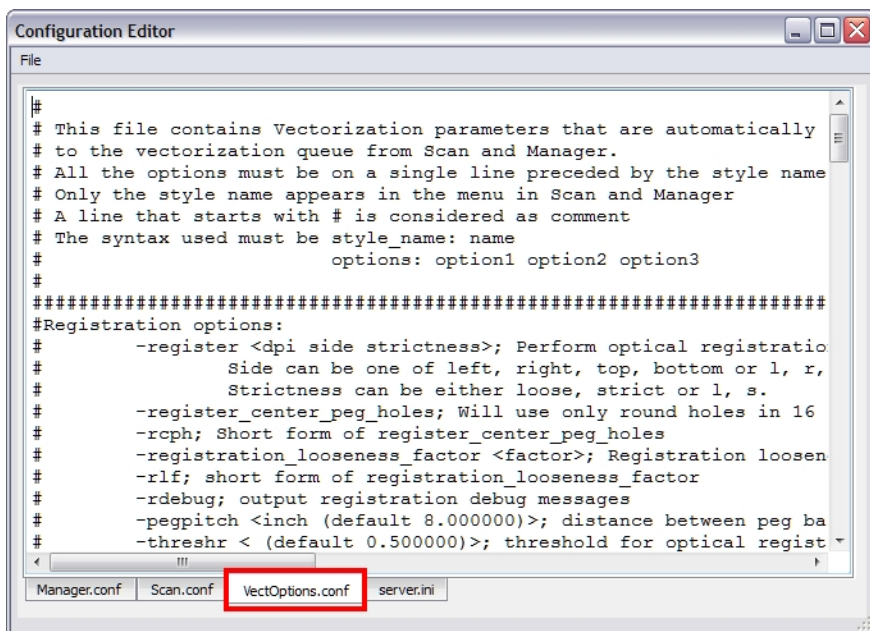 Configuration Editor
File
#
# This file contains Vectorization parameters that are automatically
# to the vectorization queue from Scan and Manager.
# All the options must be on a single line preceded by the style name
# Only the style name appears in the menu in Scan and Manager
# A line that starts with # is considered as comment
# The syntax used must be style_name: name
# options: option1 option2 option3
#
######################################################################
#Registration options:
# -register <dpi side strictness>; Perform optical registratio
# Side can be one of left, right, top, bottom or l, r,
# Strictness can be either loose, strict or l, s.
# -register_center_peg_holes; Will use only round holes in 16
# -rcph; Short form of register_center_peg_holes
# -registration_looseness_factor <factor>; Registration loosen
# -rlf; short form of registration_looseness_factor
# -rdebug; output registration debug messages
# -pegpitch <inch (default 8.000000)>; distance between peg ba
# -threshr < (default 0.500000)>; threshold for optical regist
Manager.conf Scan.conf VectOptions.conf server.ini